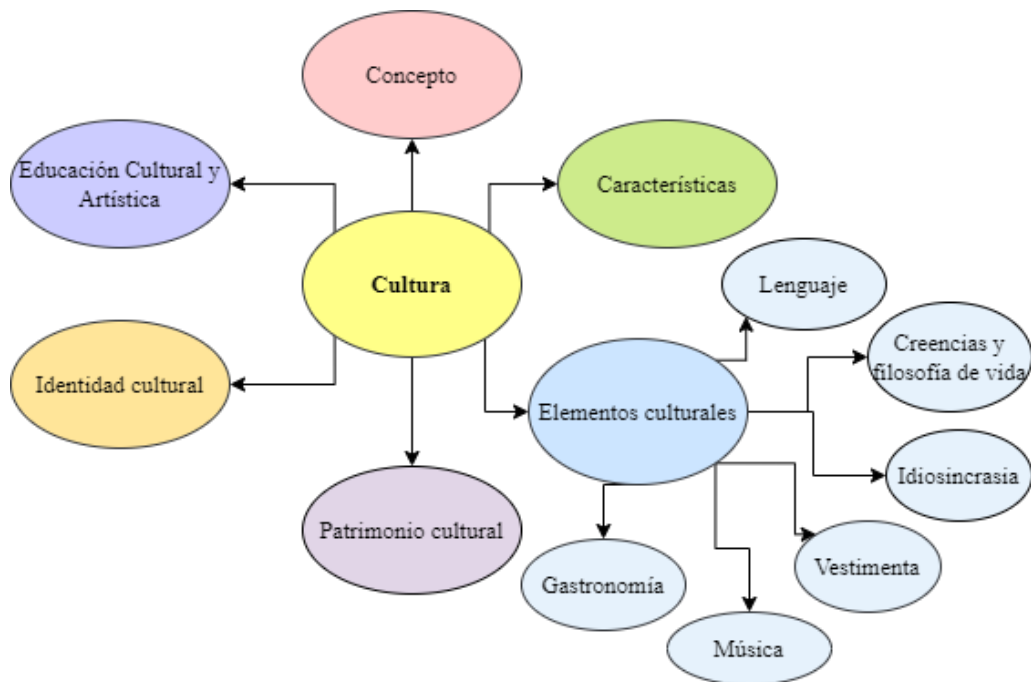 Concepto
Educación Cultural y
Artística
Características
Cultura
Lenguaje
Creencias y
filosofía de vida
Identidad cultural
Elementos culturales
Idiosincrasia
Patrimonio cultural
Vestimenta
Gastronomía
Música